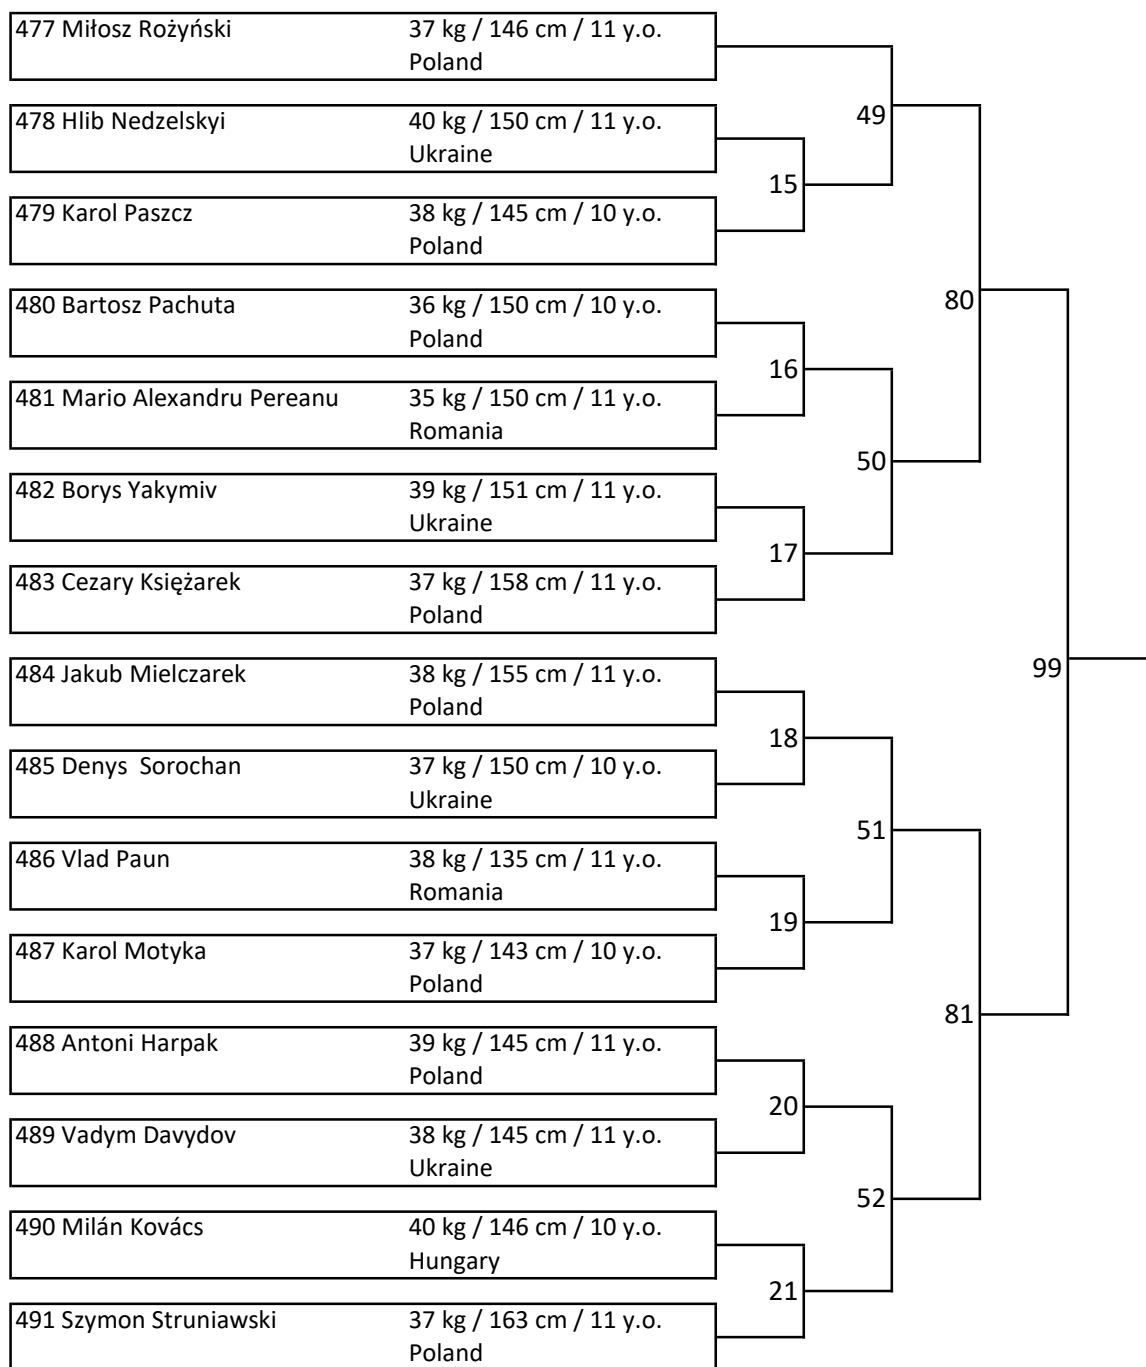 477 Miłosz Rożyński 37 kg / 146 cm / 11 y.o.
Poland
478 Hlib Nedzelskyi 40 kg / 150 cm / 11 y.o.
Ukraine
49
15
479 Karol Paszcz 38 kg / 145 cm / 10 y.o.
Poland
480 Bartosz Pachuta 36 kg / 150 cm / 10 y.o.
Poland
80
16
481 Mario Alexandru Pereanu 35 kg / 150 cm / 11 y.o.
Romania
50
482 Borys Yakymiv 39 kg / 151 cm / 11 y.o.
Ukraine
17
483 Cezary Księżarek 37 kg / 158 cm / 11 y.o.
Poland
484 Jakub Mielczarek 38 kg / 155 cm / 11 y.o.
Poland
99
18
485 Denys  Sorochan 37 kg / 150 cm / 10 y.o.
Ukraine
51
486 Vlad Paun 38 kg / 135 cm / 11 y.o.
Romania
19
487 Karol Motyka 37 kg / 143 cm / 10 y.o.
Poland
81
488 Antoni Harpak 39 kg / 145 cm / 11 y.o.
Poland
20
489 Vadym Davydov 38 kg / 145 cm / 11 y.o.
Ukraine
52
490 Milán Kovács 40 kg / 146 cm / 10 y.o.
Hungary
21
491 Szymon Struniawski 37 kg / 163 cm / 11 y.o.
Poland